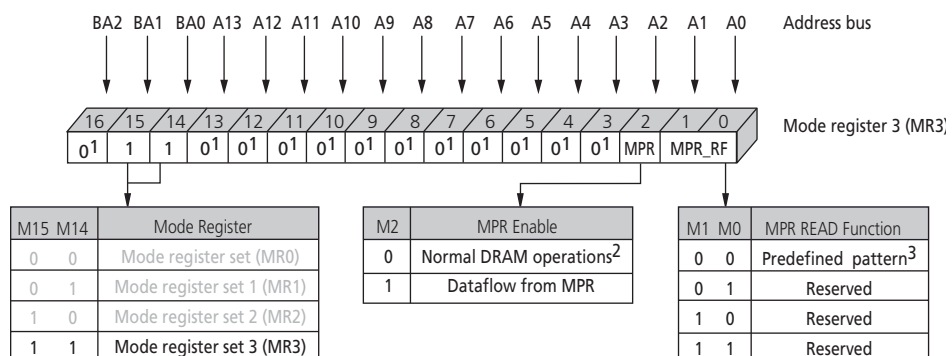 BA2 BA1 BA0 A13 A12 A11 A10 A9 A8 A7 A6 A5 A4 A3 A2 A1 A0 Address bus
16 15 14 13 12 11 10 9 8 7 6 5 4 3 2 1 0 Mode register 3 (MR3)
0¹ 1 1 0¹ 0¹ 0¹ 0¹ 0¹ 0¹ 0¹ 0¹ 0¹ 0¹ 0¹ MPR MPR_RF
M15 M14 Mode Register
0 0 Mode register set (MR0)
0 1 Mode register set 1 (MR1)
1 0 Mode register set 2 (MR2)
1 1 Mode register set 3 (MR3)
M2 MPR Enable
0 Normal DRAM operations²
1 Dataflow from MPR
M1 M0 MPR READ Function
0 0 Predefined pattern³
0 1 Reserved
1 0 Reserved
1 1 Reserved